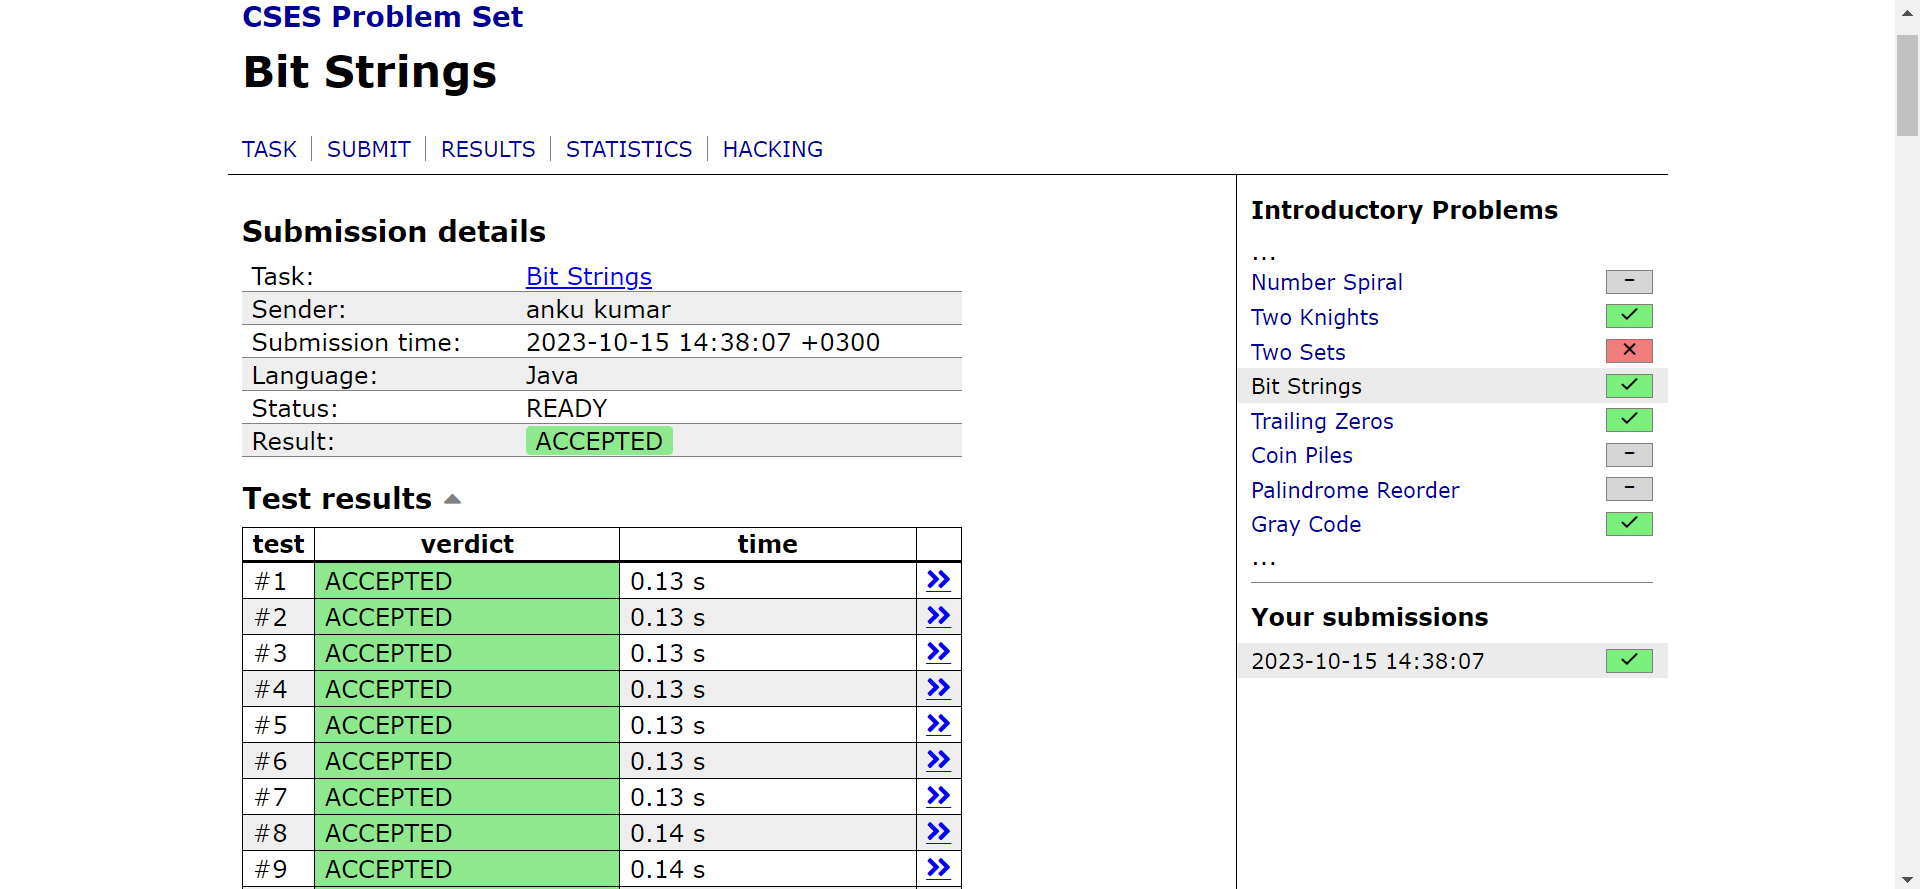 CSES Problem Set
Bit Strings
TASK | SUBMIT | RESULTS | STATISTICS | HACKING
Submission details
Task: Bit Strings
Sender: anku kumar
Submission time: 2023-10-15 14:38:07 +0300
Language: Java
Status: READY
Result: ACCEPTED
Test results
test verdict time
#1 ACCEPTED 0.13 s
#2 ACCEPTED 0.13 s
#3 ACCEPTED 0.13 s
#4 ACCEPTED 0.13 s
#5 ACCEPTED 0.13 s
#6 ACCEPTED 0.13 s
#7 ACCEPTED 0.13 s
#8 ACCEPTED 0.14 s
#9 ACCEPTED 0.14 s
Introductory Problems
...
Number Spiral –
Two Knights ✓
Two Sets ✕
Bit Strings ✓
Trailing Zeros ✓
Coin Piles –
Palindrome Reorder –
Gray Code ✓
...
Your submissions
2023-10-15 14:38:07 ✓